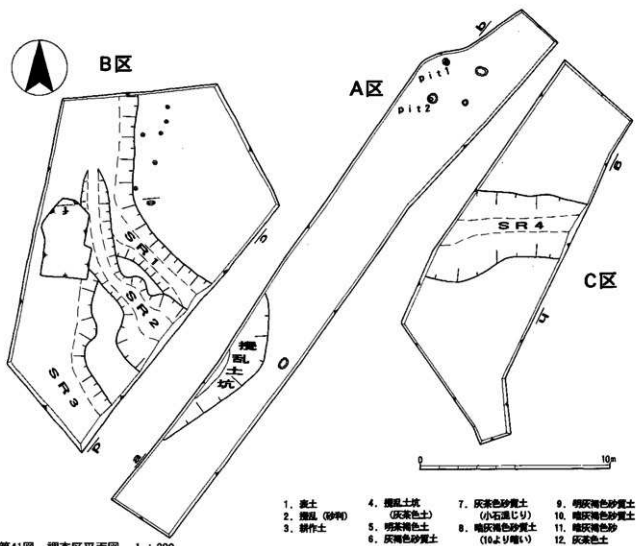 B区
A区
pit1
pit2
SR4
SR1
C区
SR2
攪乱土坑
SR3
0 10m
1. 表土
2. 攪乱 (砂利)
3. 耕作土
4. 攪乱土坑
(灰茶色土)
5. 明茶褐色土
6. 灰褐色砂質土
7. 灰茶色砂質土
(小石混じり)
8. 暗灰褐色砂質土
(10より暗い)
9. 明灰褐色砂質土
10. 暗灰褐色砂質土
11. 暗褐色砂
12. 灰茶色土
第41図 調査区平面図